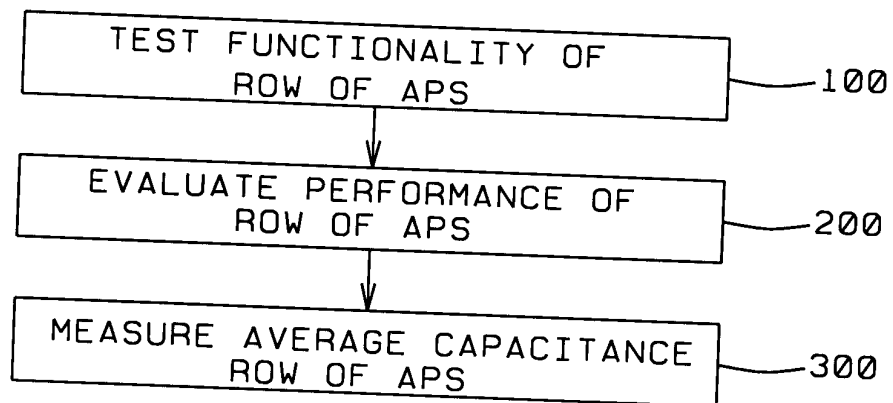 TEST FUNCTIONALITY OF
ROW OF APS
100
EVALUATE PERFORMANCE OF
ROW OF APS
200
MEASURE AVERAGE CAPACITANCE
ROW OF APS
300